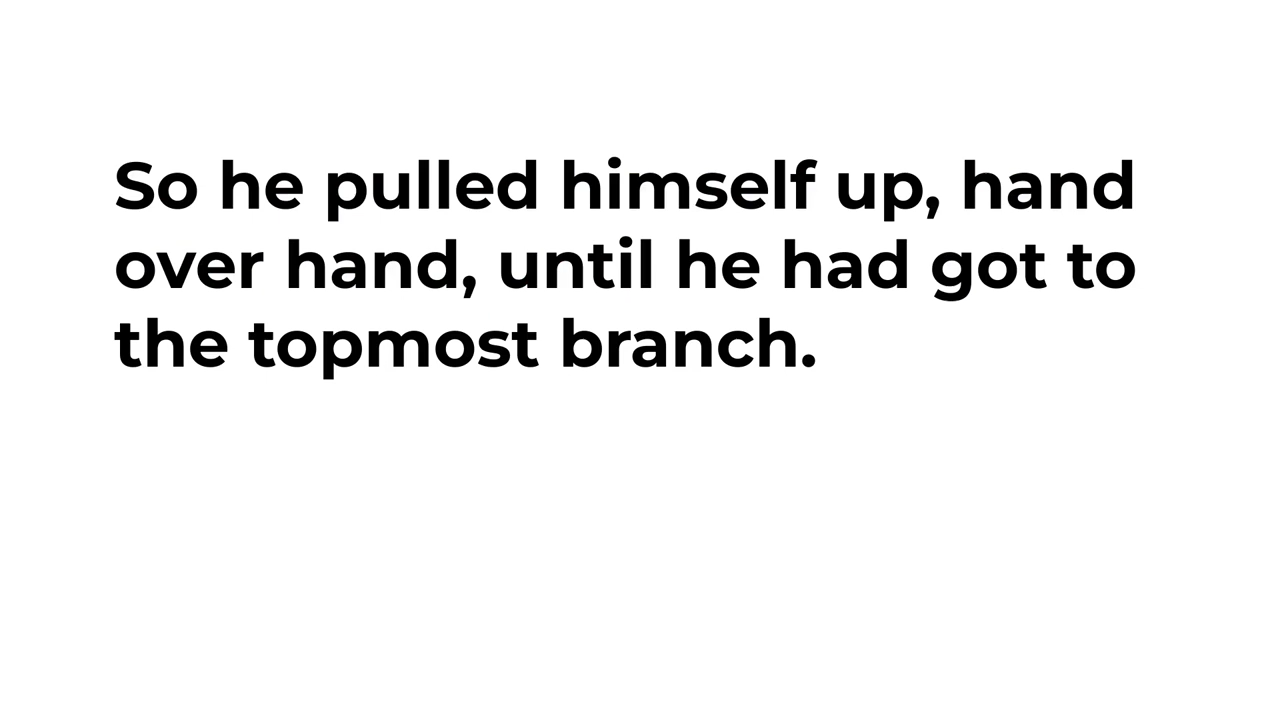 So he pulled himself up, hand
over hand, until he had got to
the topmost branch.